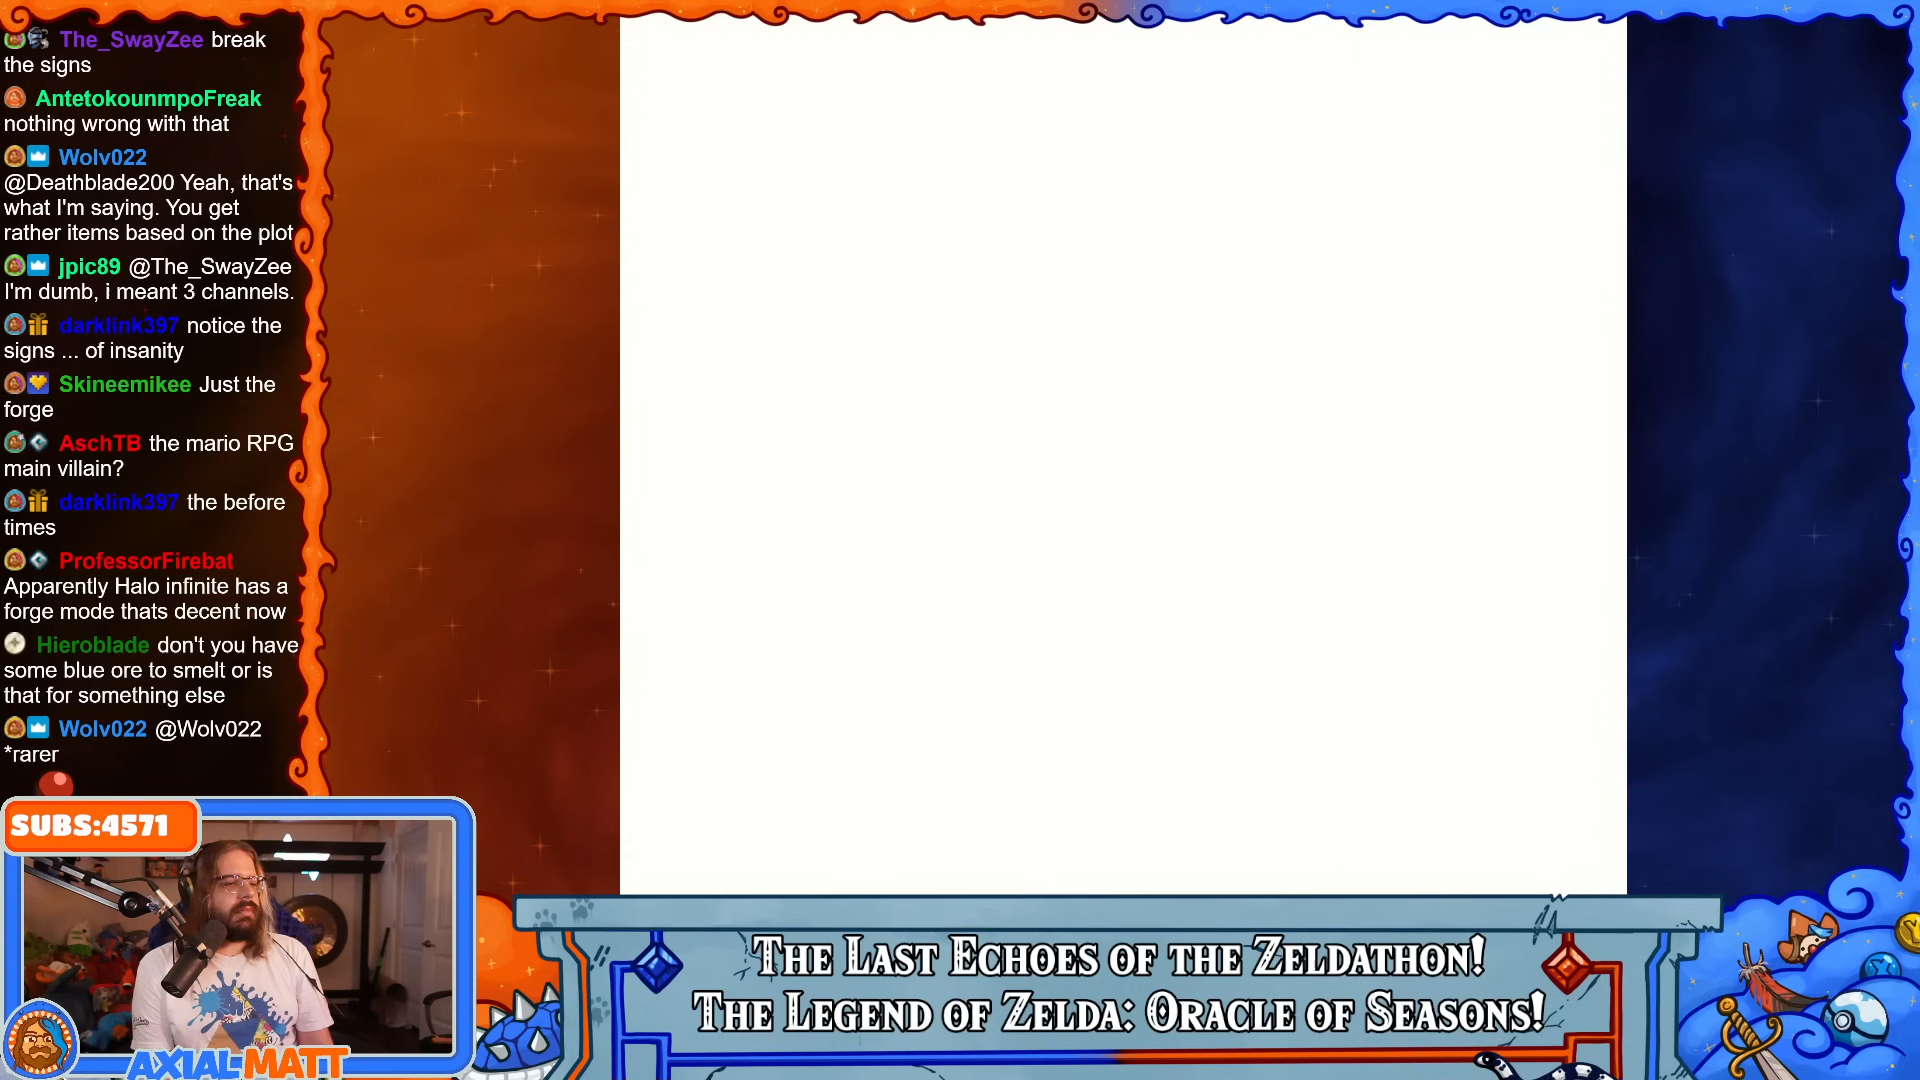 The_SwayZee break
the signs
AntetokounmpoFreak
nothing wrong with that
Wolv022
@Deathblade200 Yeah, that's
what I'm saying. You get
rather items based on the plot
jpic89 @The_SwayZee
I'm dumb, i meant 3 channels.
darklink397 notice the
signs ... of insanity
Skineemikee Just the
forge
AschTB the mario RPG
main villain?
darklink397 the before
times
ProfessorFirebat
Apparently Halo infinite has a
forge mode thats decent now
Hieroblade don't you have
some blue ore to smelt or is
that for something else
Wolv022 @Wolv022
*rarer
SUBS:4571
AXIALMATT
THE LAST ECHOES OF THE ZELDATHON!
THE LEGEND OF ZELDA: ORACLE OF SEASONS!